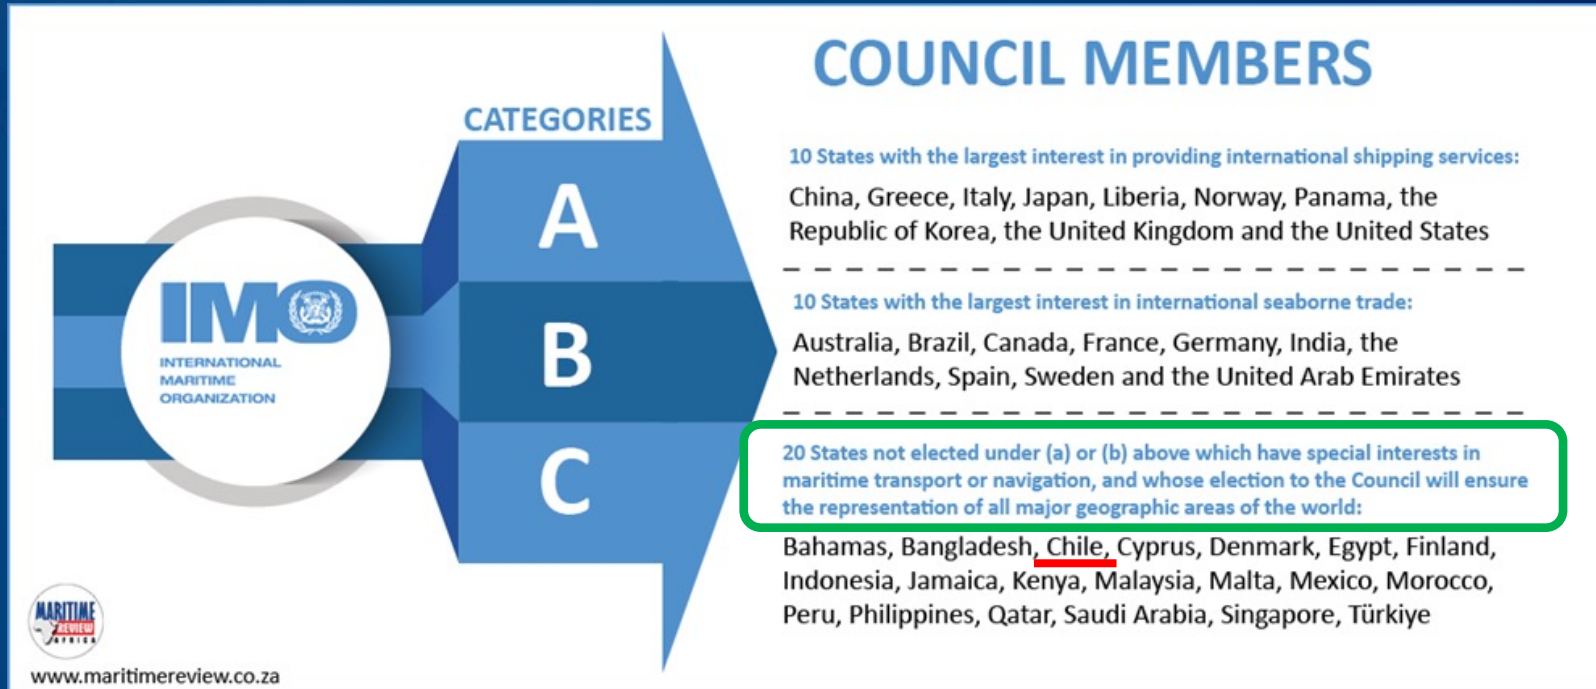 COUNCIL MEMBERS
CATEGORIES
A
B
C
10 States with the largest interest in providing international shipping services:
China, Greece, Italy, Japan, Liberia, Norway, Panama, the
Republic of Korea, the United Kingdom and the United States
10 States with the largest interest in international seaborne trade:
Australia, Brazil, Canada, France, Germany, India, the
Netherlands, Spain, Sweden and the United Arab Emirates
20 States not elected under (a) or (b) above which have special interests in
maritime transport or navigation, and whose election to the Council will ensure
the representation of all major geographic areas of the world:
Bahamas, Bangladesh, Chile, Cyprus, Denmark, Egypt, Finland,
Indonesia, Jamaica, Kenya, Malaysia, Malta, Mexico, Morocco,
Peru, Philippines, Qatar, Saudi Arabia, Singapore, Türkiye
IMO
INTERNATIONAL
MARITIME
ORGANIZATION
MARITIME
REVIEW
AFRICA
www.maritimereview.co.za